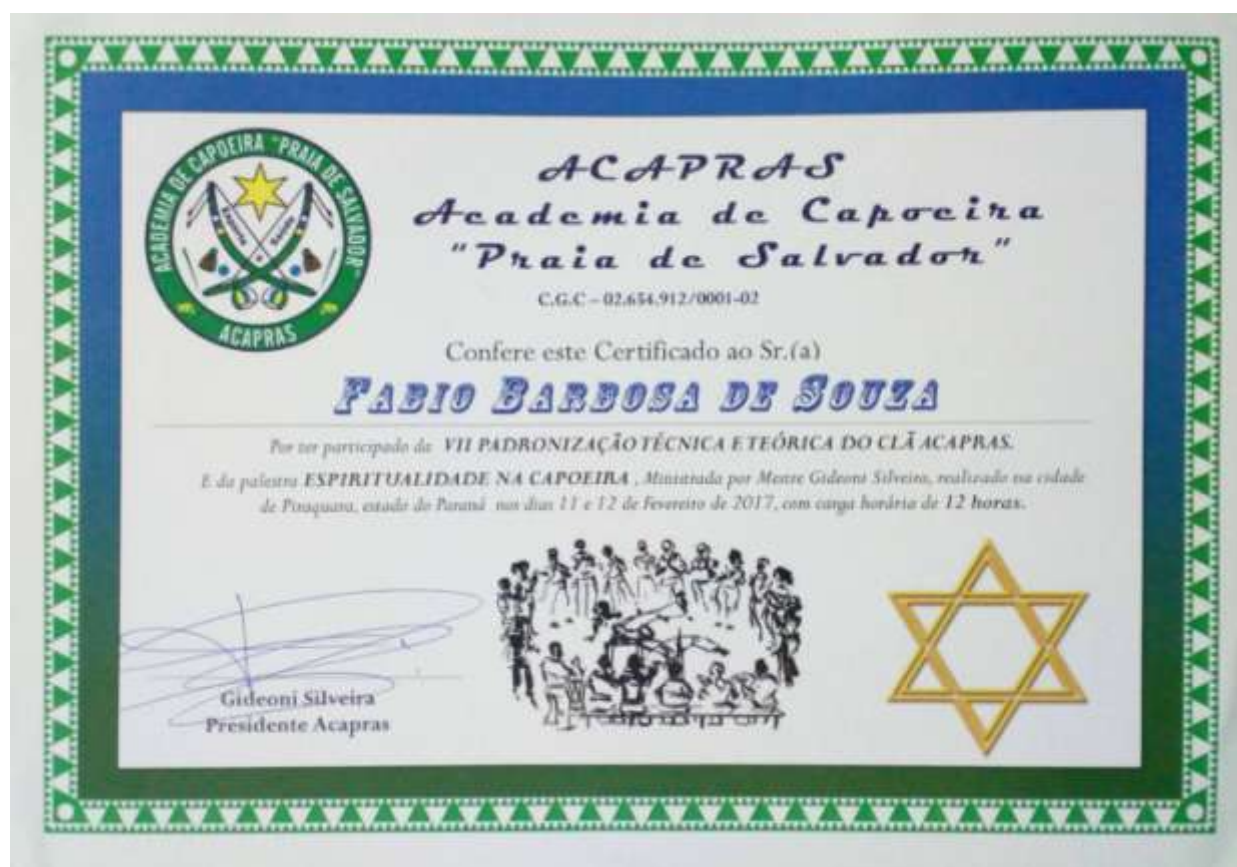 ACADEMIA DE CAPOEIRA "PRAIA DE SALVADOR"
Esporte Saúde
ACAPRAS
ACAPRAS
Academia de Capoeira
"Praia de Salvador"
C.G.C – 02.654.912/0001-02
Confere este Certificado ao Sr.(a)
FABIO BARBOSA DE SOUZA
Por ter participado da VII PADRONIZAÇÃO TÉCNICA E TEÓRICA DO CLÃ ACAPRAS.
E da palestra ESPIRITUALIDADE NA CAPOEIRA , Ministrada por Mestre Gideoni Silveira, realizado na cidade
de Piraquara, estado do Paraná nos dias 11 e 12 de Fevereiro de 2017, com carga horária de 12 horas.
Gideoni Silveira
Presidente Acapras